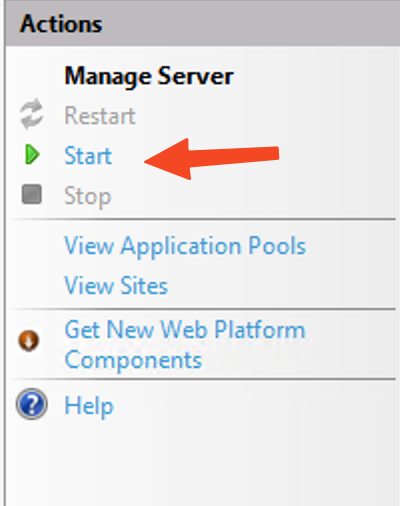 Actions
Manage Server
Restart
Start
Stop
View Application Pools
View Sites
Get New Web Platform
Components
Help